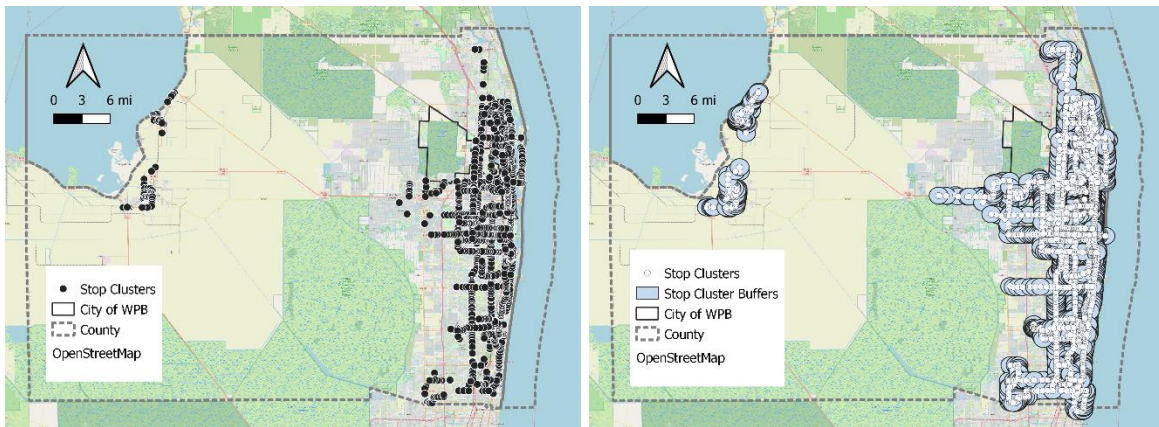 0 3 6 mi
Stop Clusters
City of WPB
County
OpenStreetMap
0 3 6 mi
Stop Clusters
Stop Cluster Buffers
City of WPB
County
OpenStreetMap